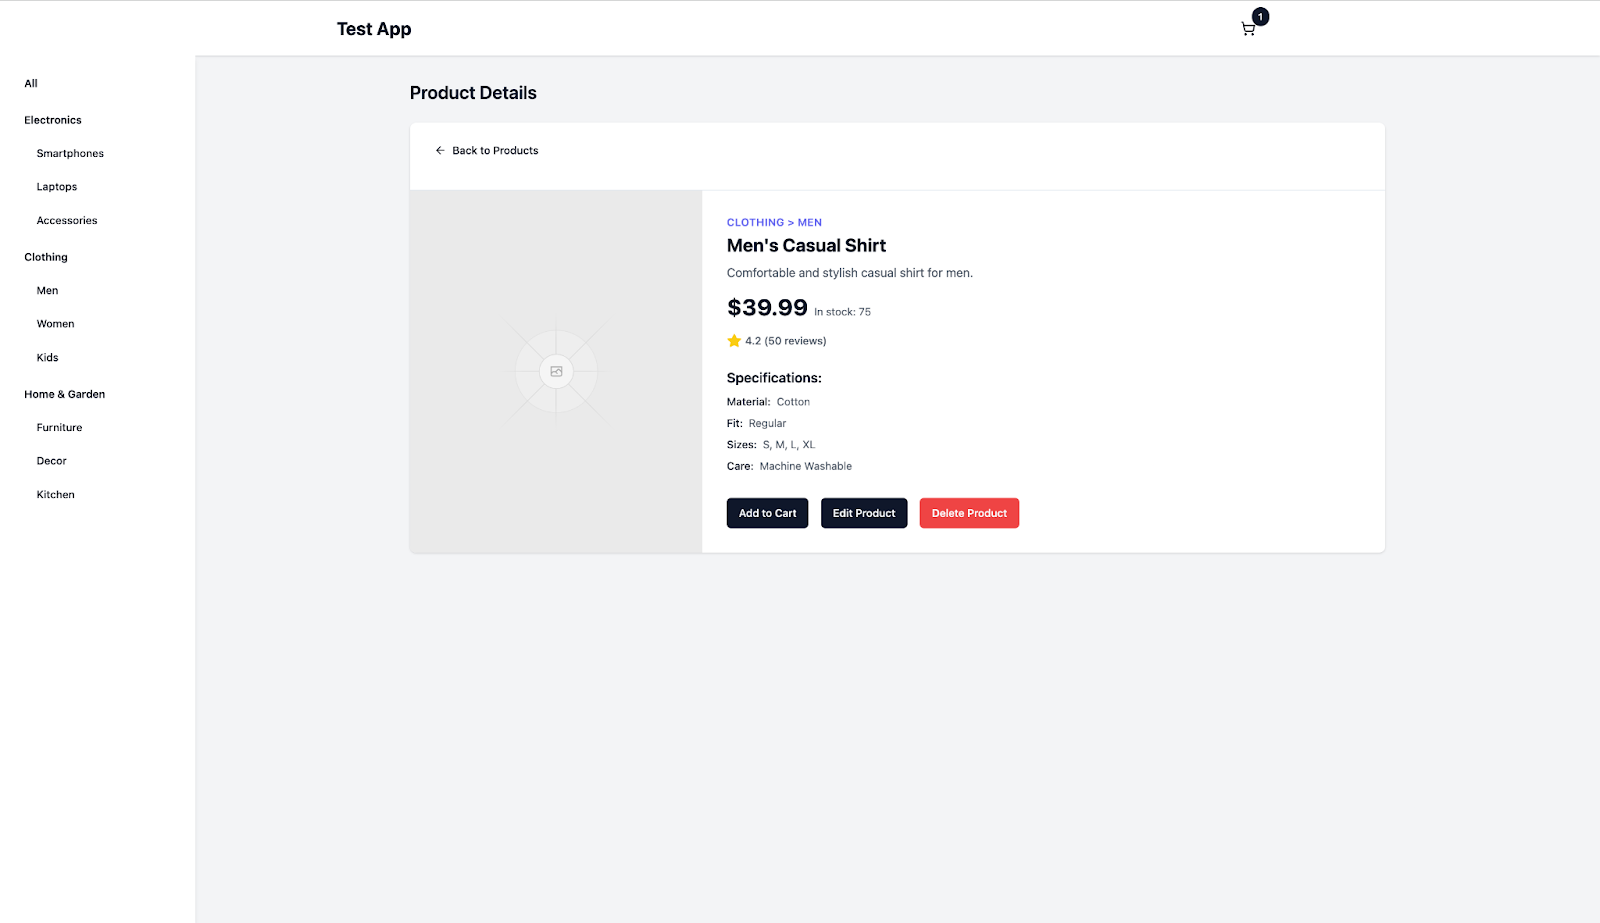 Test App
1
All
Electronics
Smartphones
Laptops
Accessories
Clothing
Men
Women
Kids
Home & Garden
Furniture
Decor
Kitchen
Product Details
← Back to Products
CLOTHING > MEN
Men's Casual Shirt
Comfortable and stylish casual shirt for men.
$39.99 In stock: 75
4.2 (50 reviews)
Specifications:
Material: Cotton
Fit: Regular
Sizes: S, M, L, XL
Care: Machine Washable
Add to Cart Edit Product Delete Product